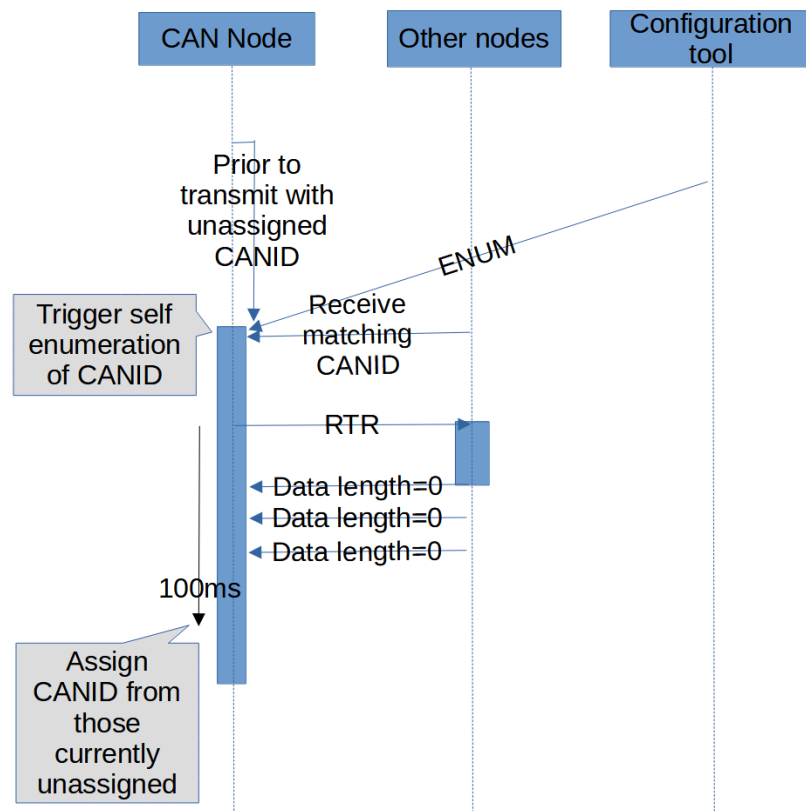 CAN Node
Other nodes
Configuration
tool
Prior to
transmit with
unassigned
CANID
ENUM
Trigger self
enumeration
of CANID
Receive
matching
CANID
RTR
Data length=0
Data length=0
Data length=0
100ms
Assign
CANID from
those
currently
unassigned